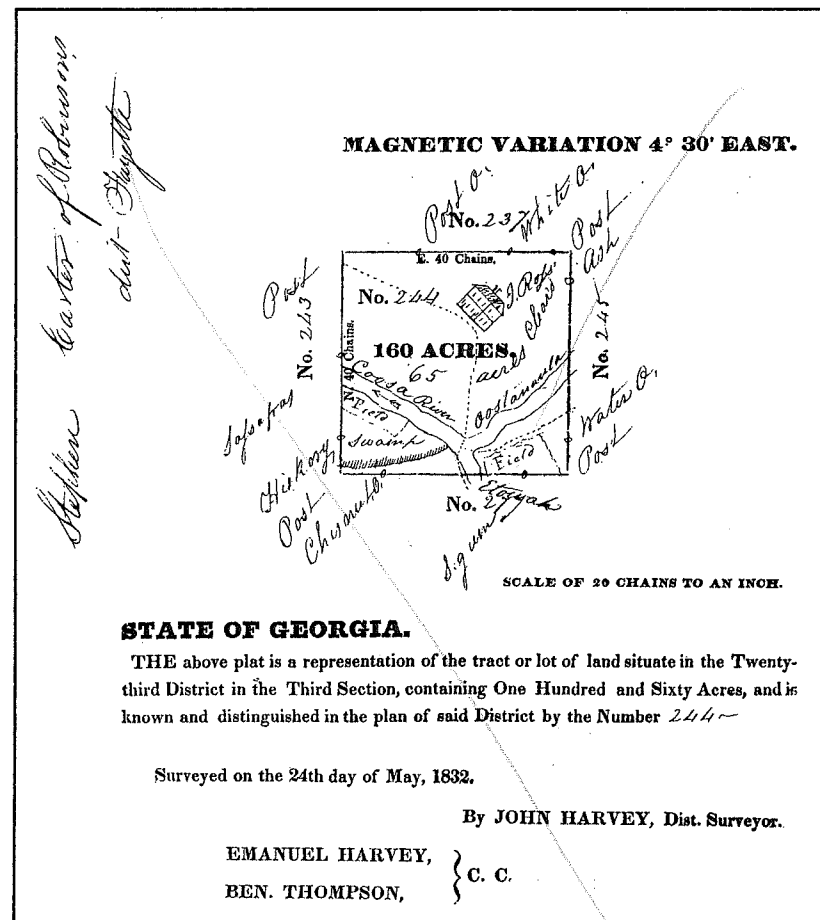 Stephen Carter of Robinsons
dist Fayette
MAGNETIC VARIATION 4° 30' EAST.
Post O.
No. 237
White O.
Post
Ash
E. 40 Chains.
Post
No. 243
N. 40 Chains.
No. 244
J. Ross.
160 ACRES.
65 acres
No. 245
Coosa River
Oostanaula
Field
Swamp
Field
Water O.
Post
Sassafras
Hickory
Post
Chesnut O.
No. 2
Etowah
SCALE OF 20 CHAINS TO AN INCH.
STATE OF GEORGIA.
THE above plat is a representation of the tract or lot of land situate in the Twenty-
third District in the Third Section, containing One Hundred and Sixty Acres, and is
known and distinguished in the plan of said District by the Number 244~
Surveyed on the 24th day of May, 1832.
By JOHN HARVEY, Dist. Surveyor.
EMANUEL HARVEY,
BEN. THOMPSON,
} C. C.